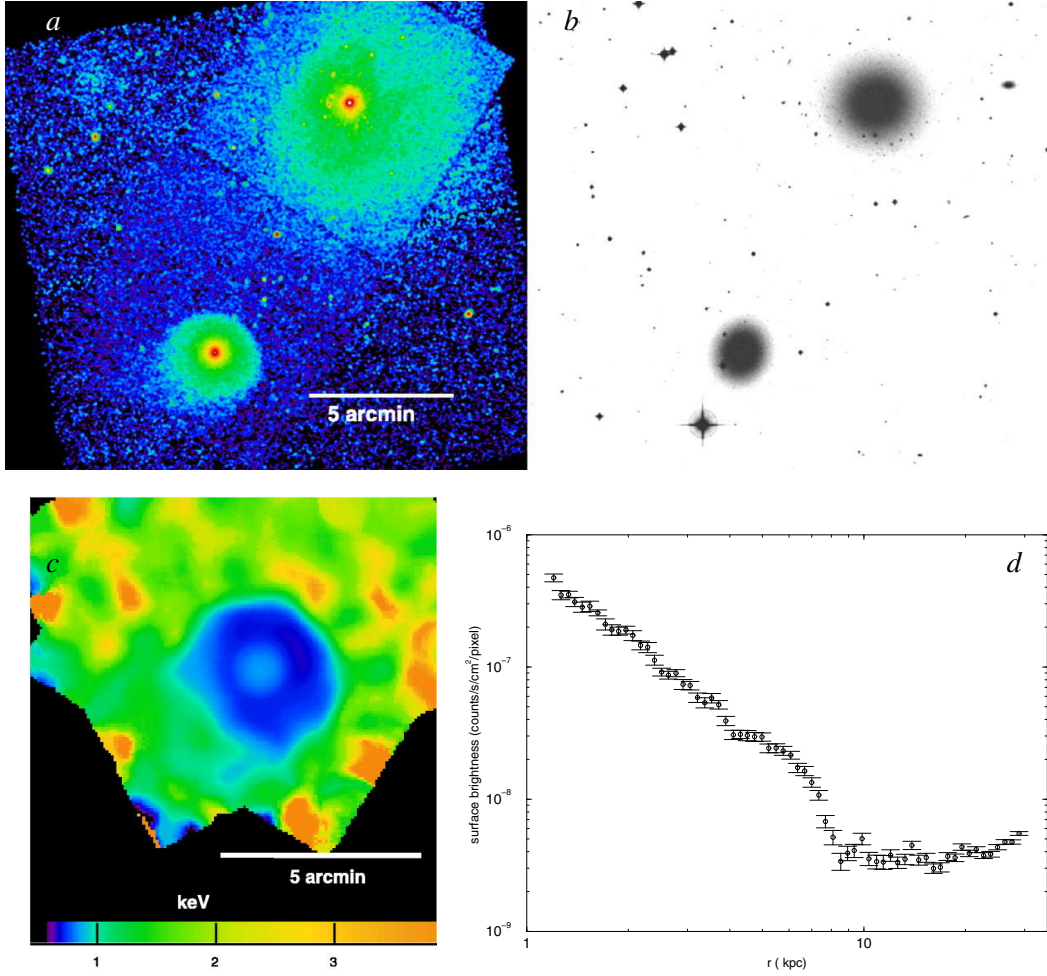 a
b
5 arcmin
c
5 arcmin
keV
1 2 3
d
surface brightness (counts/s/cm²/pixel)
10⁻⁶
10⁻⁷
10⁻⁸
10⁻⁹
1 10
r ( kpc)